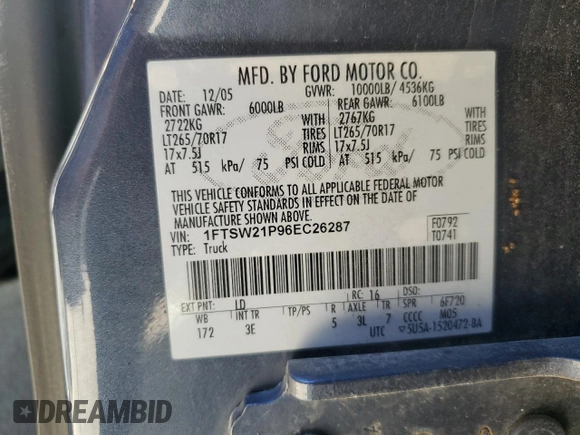 MFD. BY FORD MOTOR CO.
DATE: 12/05 GVWR: 10000LB/ 4536KG
FRONT GAWR: 6000LB REAR GAWR: 6100LB
2722KG 2767KG
LT265/70R17 TIRES LT265/70R17 TIRES
17x7.5J RIMS 17x7.5J RIMS
AT 515 kPa/ 75 PSI COLD AT 515 kPa/ 75 PSI COLD
THIS VEHICLE CONFORMS TO ALL APPLICABLE FEDERAL MOTOR
VEHICLE SAFETY STANDARDS IN EFFECT ON THE DATE OF
MANUFACTURE SHOWN ABOVE.
VIN: 1FTSW21P96EC26287 F0792
TYPE: Truck T0741
EXT PNT: LD RC: 16 DSO:
WB INT TR TP/PS R AXLE TR SPR 6F720
172 3E 5 3L 7 CCCC M05
UTC 5U5A-1520472-BA
DREAMBID